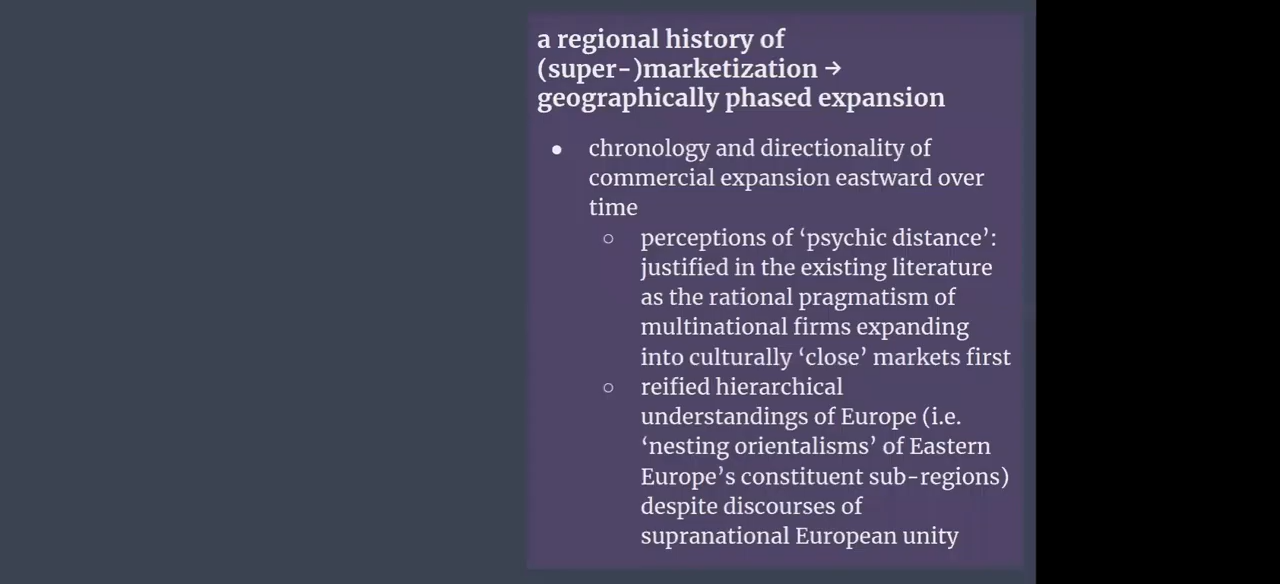 a regional history of
(super-)marketization →
geographically phased expansion
● chronology and directionality of
commercial expansion eastward over
time
○ perceptions of ‘psychic distance’:
justified in the existing literature
as the rational pragmatism of
multinational firms expanding
into culturally ‘close’ markets first
○ reified hierarchical
understandings of Europe (i.e.
‘nesting orientalisms’ of Eastern
Europe’s constituent sub-regions)
despite discourses of
supranational European unity